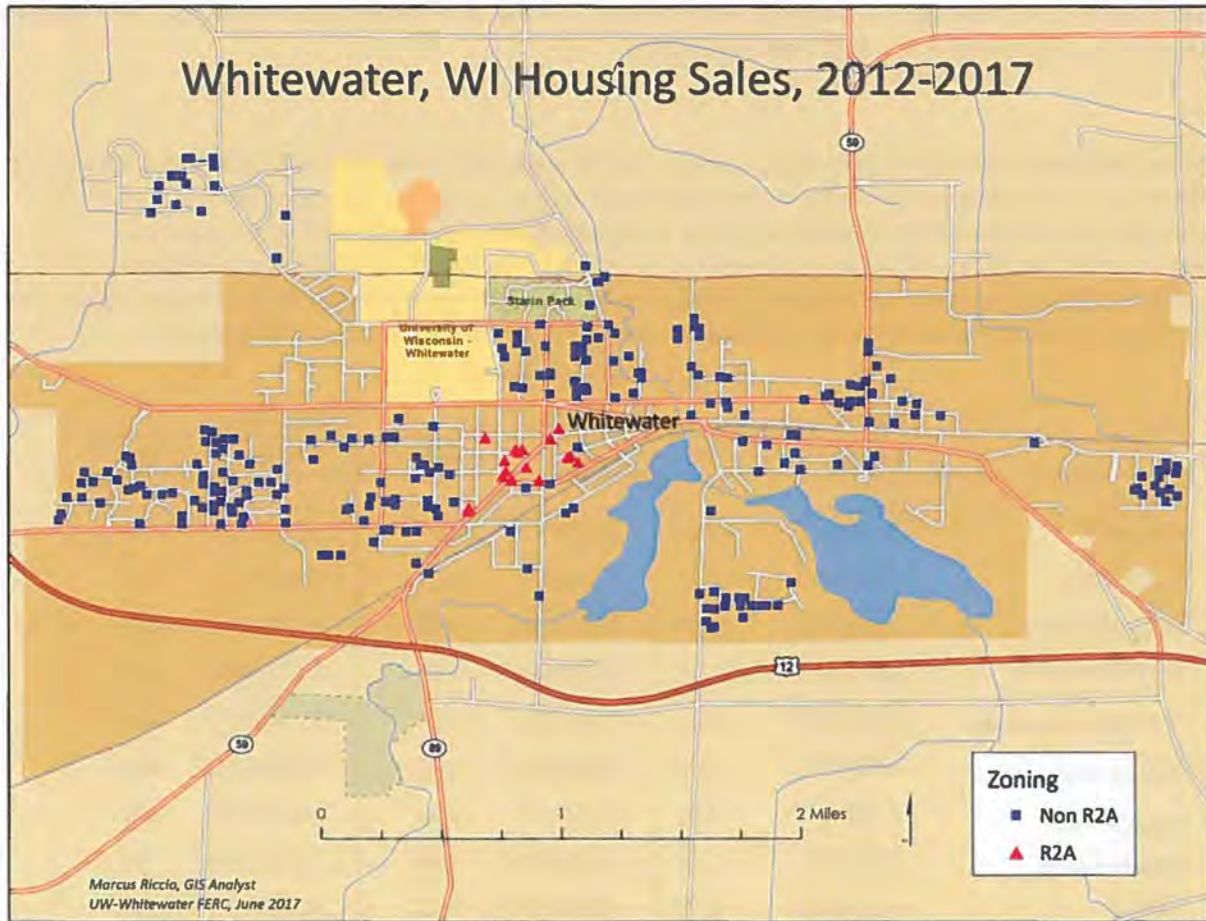 Whitewater, WI Housing Sales, 2012-2017
59
Starin Park
University of
Wisconsin -
Whitewater
Whitewater
12
59
89
0 1 2 Miles
Zoning
Non R2A
R2A
Marcus Riccio, GIS Analyst
UW-Whitewater FERC, June 2017